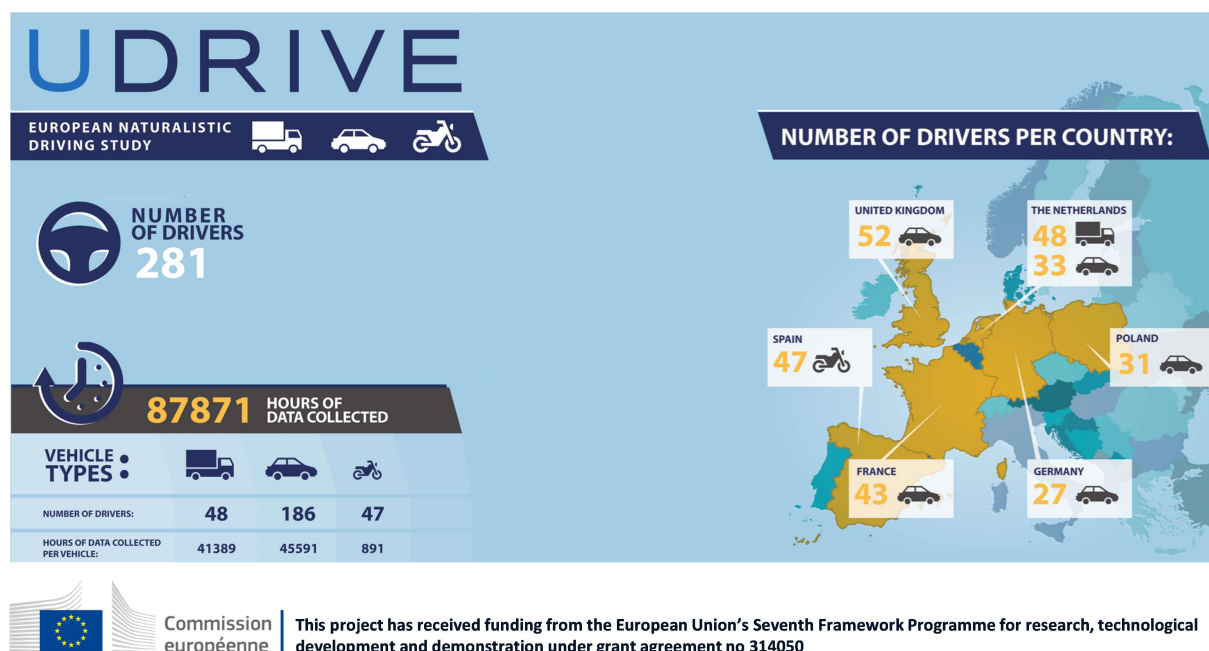 UDRIVE
EUROPEAN NATURALISTIC
DRIVING STUDY
NUMBER
OF DRIVERS
281
87871 HOURS OF
DATA COLLECTED
VEHICLE
TYPES :
NUMBER OF DRIVERS: 48 186 47
HOURS OF DATA COLLECTED
PER VEHICLE: 41389 45591 891
NUMBER OF DRIVERS PER COUNTRY:
UNITED KINGDOM
52
THE NETHERLANDS
48
33
SPAIN
47
POLAND
31
FRANCE
43
GERMANY
27
Commission
européenne
This project has received funding from the European Union’s Seventh Framework Programme for research, technological
development and demonstration under grant agreement no 314050